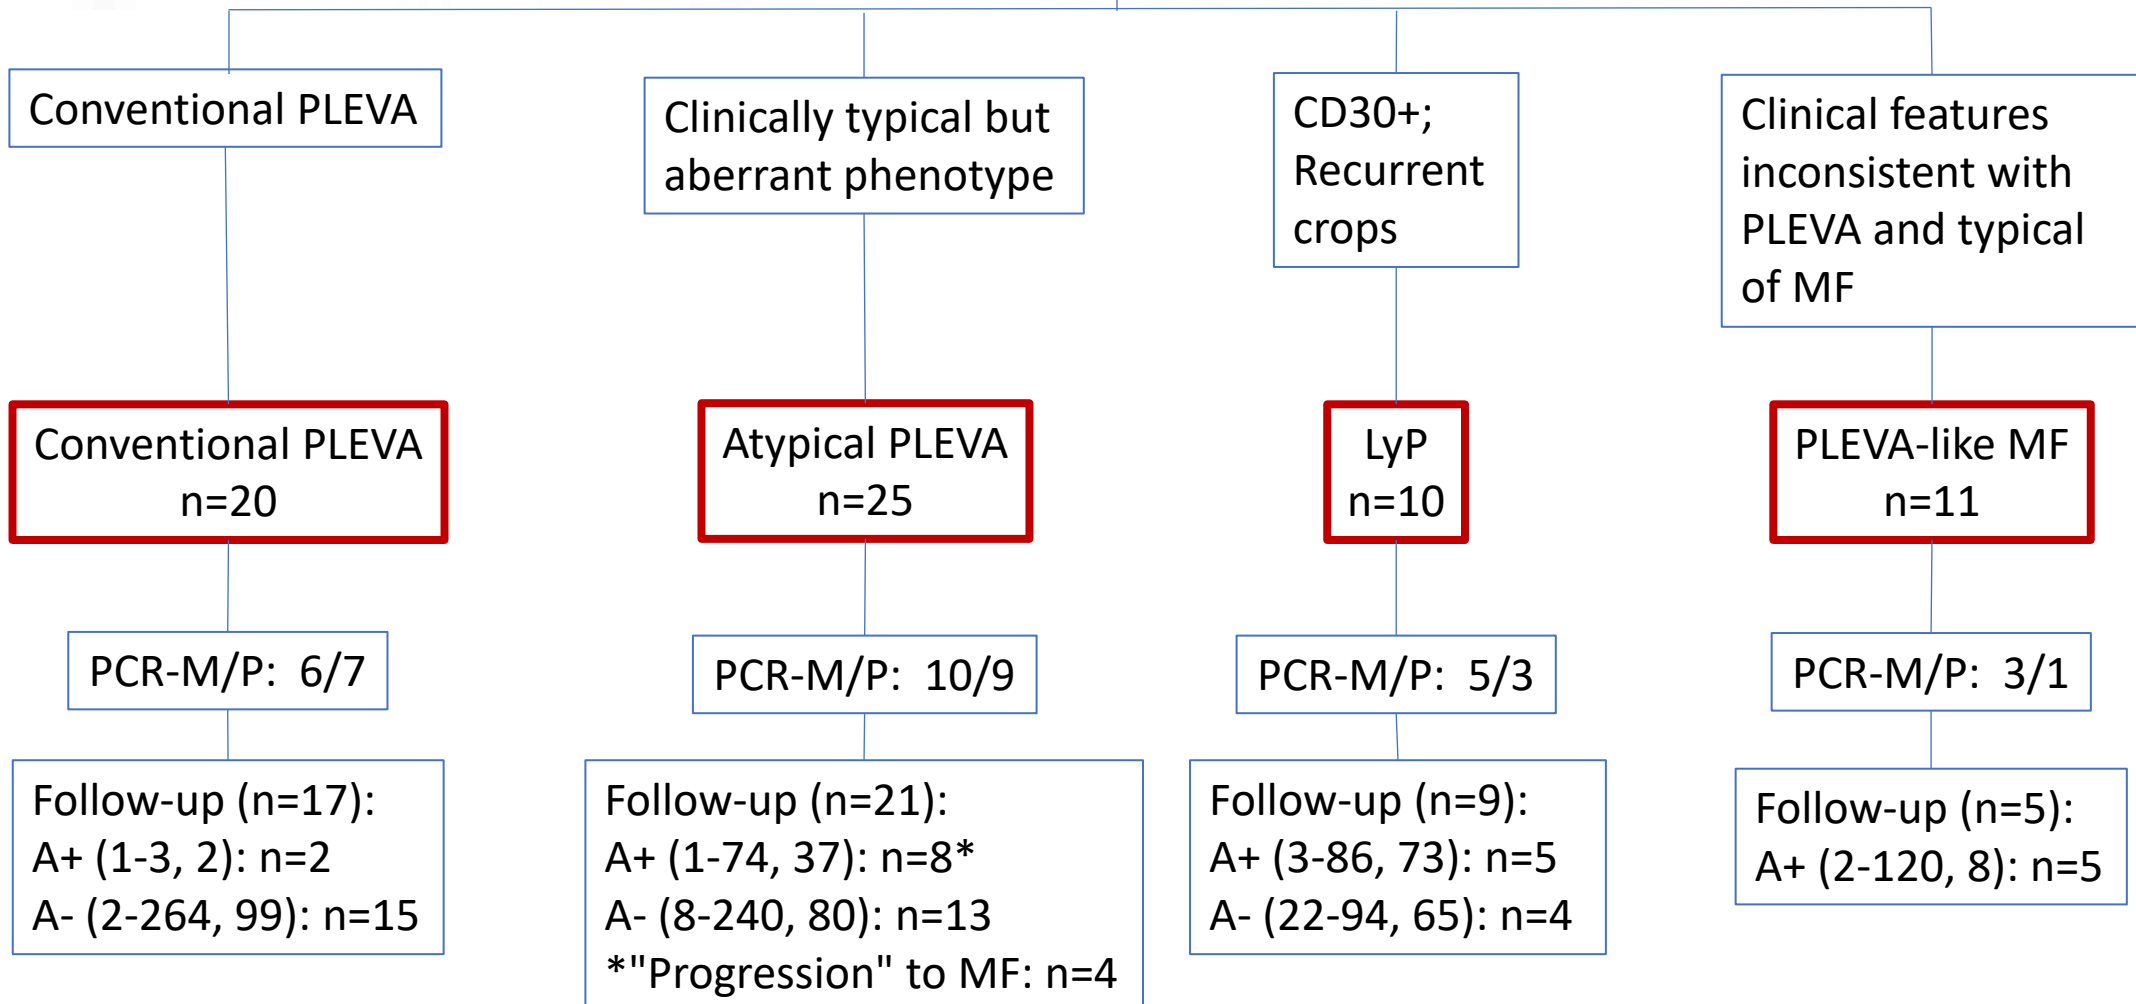 Conventional PLEVA
Clinically typical but
aberrant phenotype
CD30+;
Recurrent
crops
Clinical features
inconsistent with
PLEVA and typical
of MF
Conventional PLEVA
n=20
Atypical PLEVA
n=25
LyP
n=10
PLEVA-like MF
n=11
PCR-M/P: 6/7
PCR-M/P: 10/9
PCR-M/P: 5/3
PCR-M/P: 3/1
Follow-up (n=17):
A+ (1-3, 2): n=2
A- (2-264, 99): n=15
Follow-up (n=21):
A+ (1-74, 37): n=8*
A- (8-240, 80): n=13
*"Progression" to MF: n=4
Follow-up (n=9):
A+ (3-86, 73): n=5
A- (22-94, 65): n=4
Follow-up (n=5):
A+ (2-120, 8): n=5